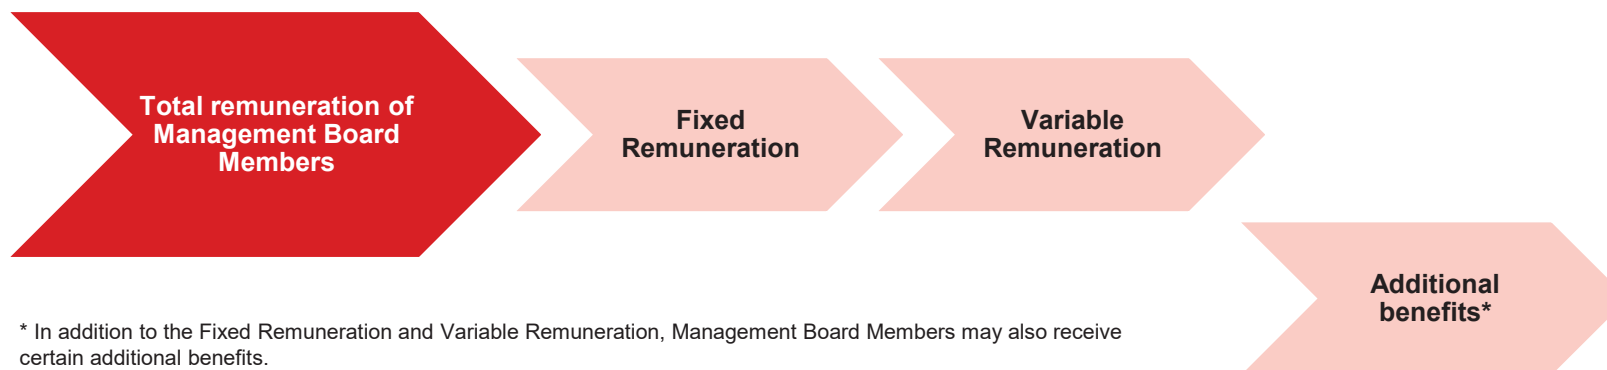 Total remuneration of
Management Board
Members
Fixed
Remuneration
Variable
Remuneration
Additional
benefits*
* In addition to the Fixed Remuneration and Variable Remuneration, Management Board Members may also receive
certain additional benefits.